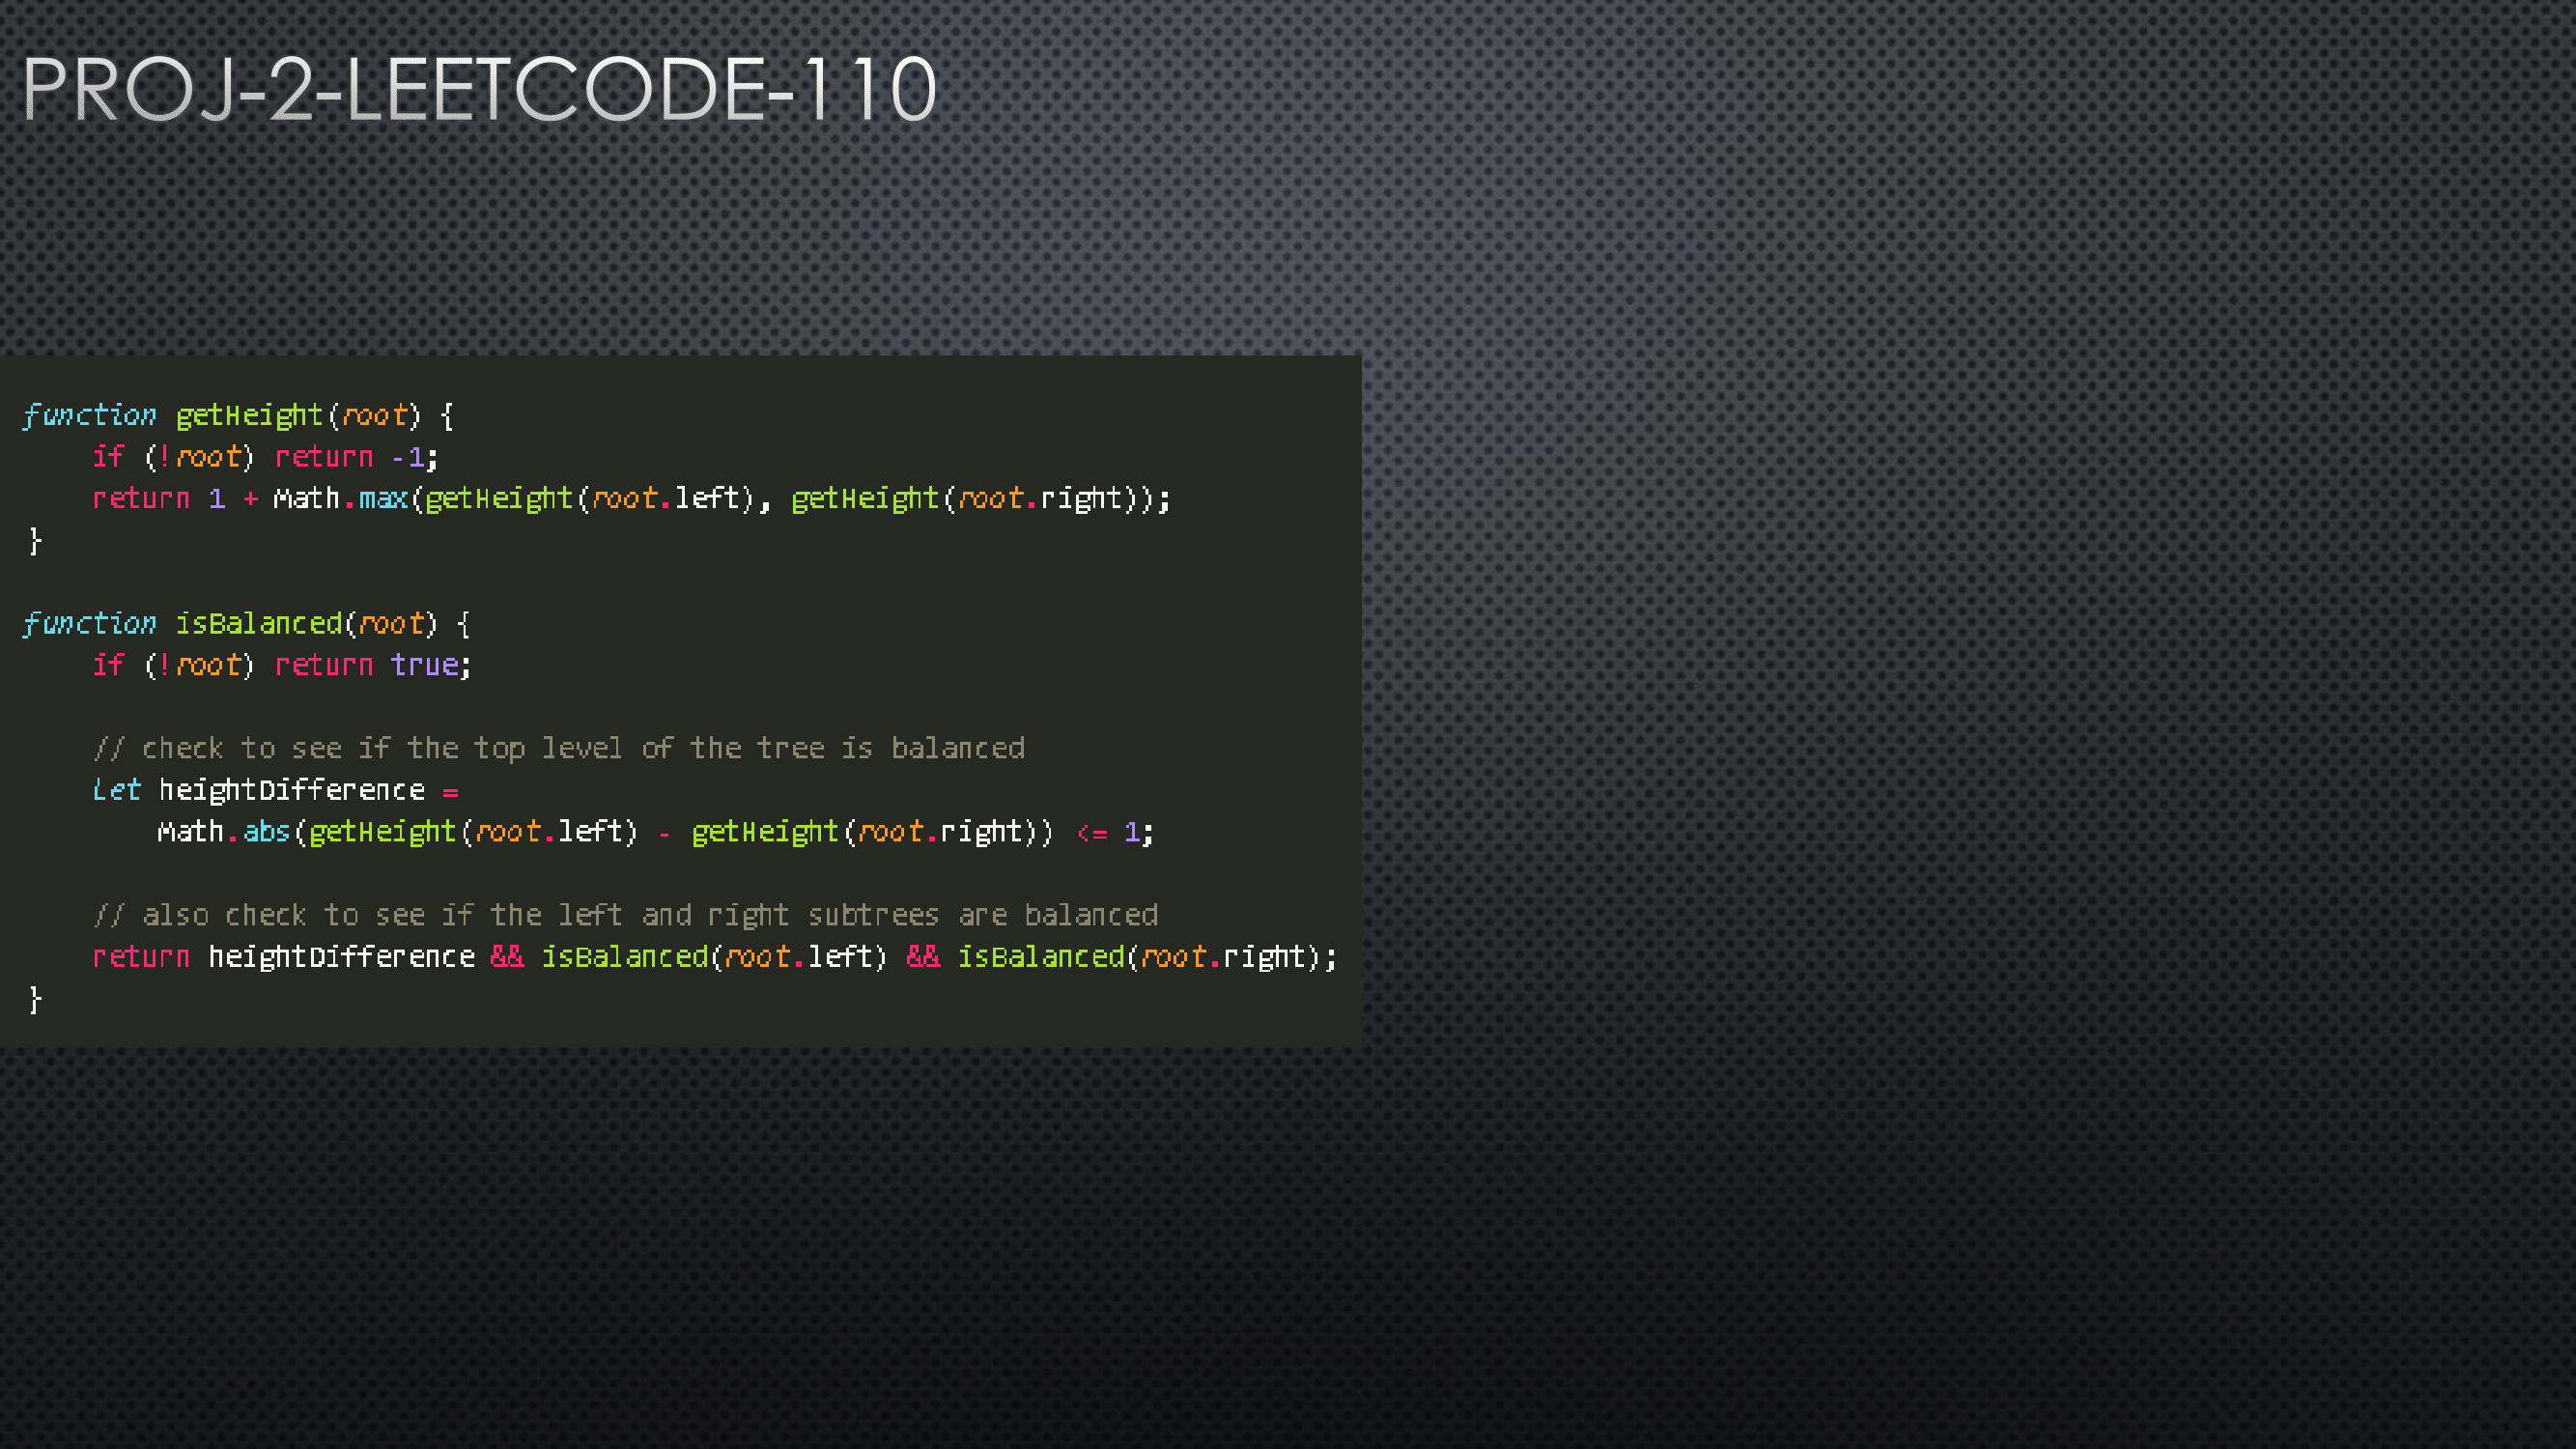 PROJ-2-LEETCODE-110
function getHeight(root) {
    if (!root) return -1;
    return 1 + Math.max(getHeight(root.left), getHeight(root.right));
}
function isBalanced(root) {
    if (!root) return true;
    // check to see if the top level of the tree is balanced
    let heightDifference =
        Math.abs(getHeight(root.left) - getHeight(root.right)) <= 1;
    // also check to see if the left and right subtrees are balanced
    return heightDifference && isBalanced(root.left) && isBalanced(root.right);
}